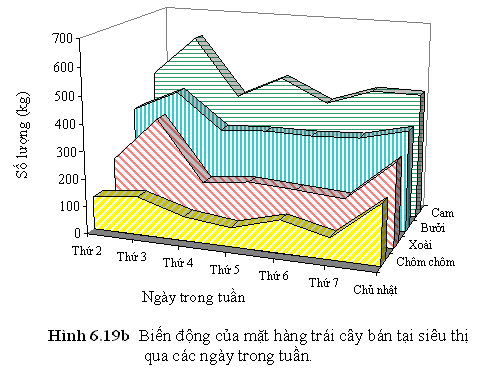 700
600
500
400
300
200
100
0
Số lượng (kg)
Thứ 2
Thứ 3
Thứ 4
Thứ 5
Thứ 6
Thứ 7
Chủ nhật
Cam
Bưởi
Xoài
Chôm chôm
Ngày trong tuần
Hình 6.19b Biến động của mặt hàng trái cây bán tại siêu thị
qua các ngày trong tuần.